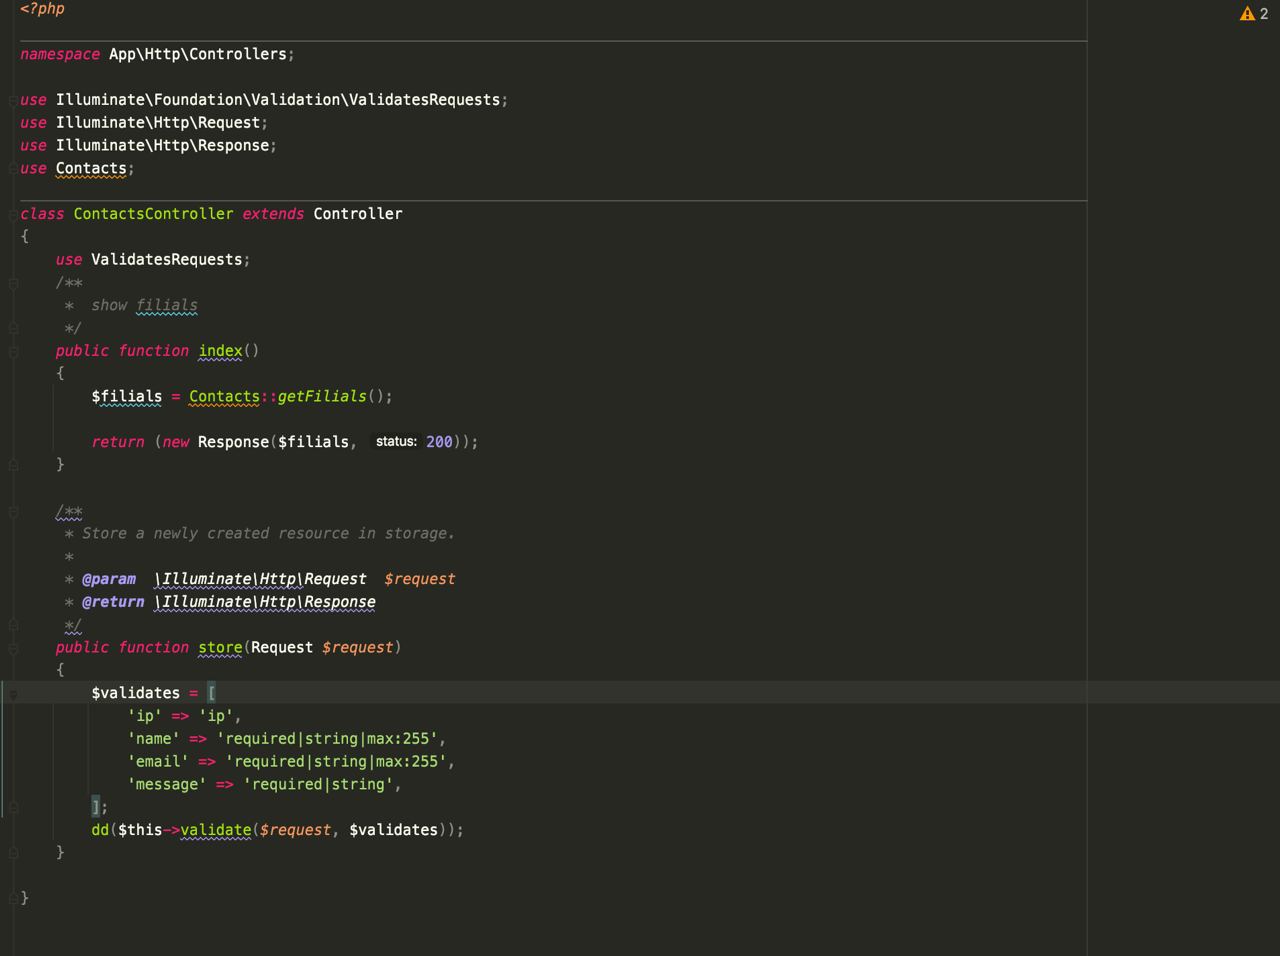 <?php
2
namespace App\Http\Controllers;
use Illuminate\Foundation\Validation\ValidatesRequests;
use Illuminate\Http\Request;
use Illuminate\Http\Response;
use Contacts;
class ContactsController extends Controller
{
    use ValidatesRequests;
    /**
     *  show filials
     */
    public function index()
    {
        $filials = Contacts::getFilials();
        return (new Response($filials, status: 200));
    }
    /**
     * Store a newly created resource in storage.
     *
     * @param  \Illuminate\Http\Request  $request
     * @return \Illuminate\Http\Response
     */
    public function store(Request $request)
    {
        $validates = [
            'ip' => 'ip',
            'name' => 'required|string|max:255',
            'email' => 'required|string|max:255',
            'message' => 'required|string',
        ];
        dd($this->validate($request, $validates));
    }
}